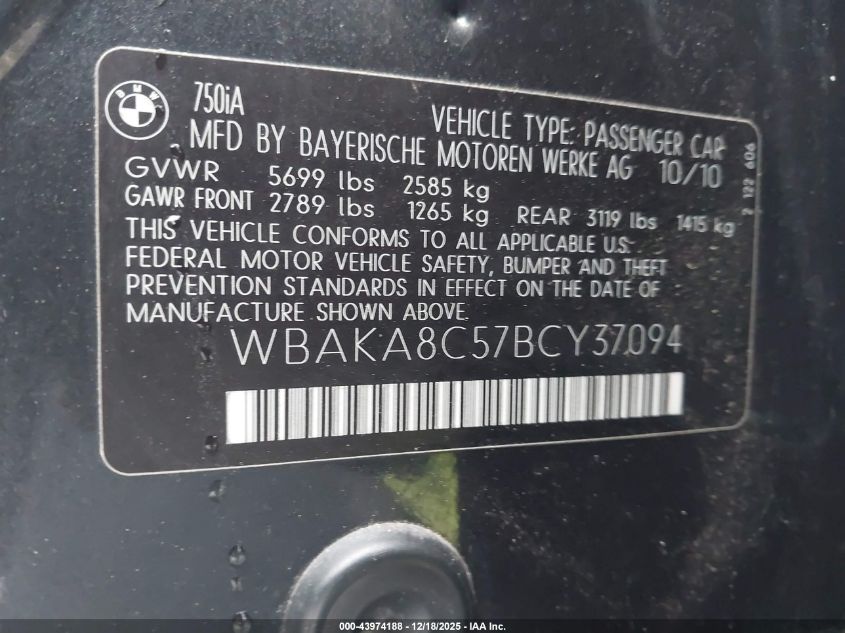 BMW
750iA
VEHICLE TYPE: PASSENGER CAR
MFD BY BAYERISCHE MOTOREN WERKE AG 10/10
GVWR 5699 lbs 2585 kg
GAWR FRONT 2789 lbs 1265 kg REAR 3119 lbs 1415 kg
THIS VEHICLE CONFORMS TO ALL APPLICABLE U.S.
FEDERAL MOTOR VEHICLE SAFETY, BUMPER AND THEFT
PREVENTION STANDARDS IN EFFECT ON THE DATE OF
MANUFACTURE SHOWN ABOVE.
WBAKA8C57BCY37094
7 122 606
000-43974188 - 12/18/2025 - IAA Inc.